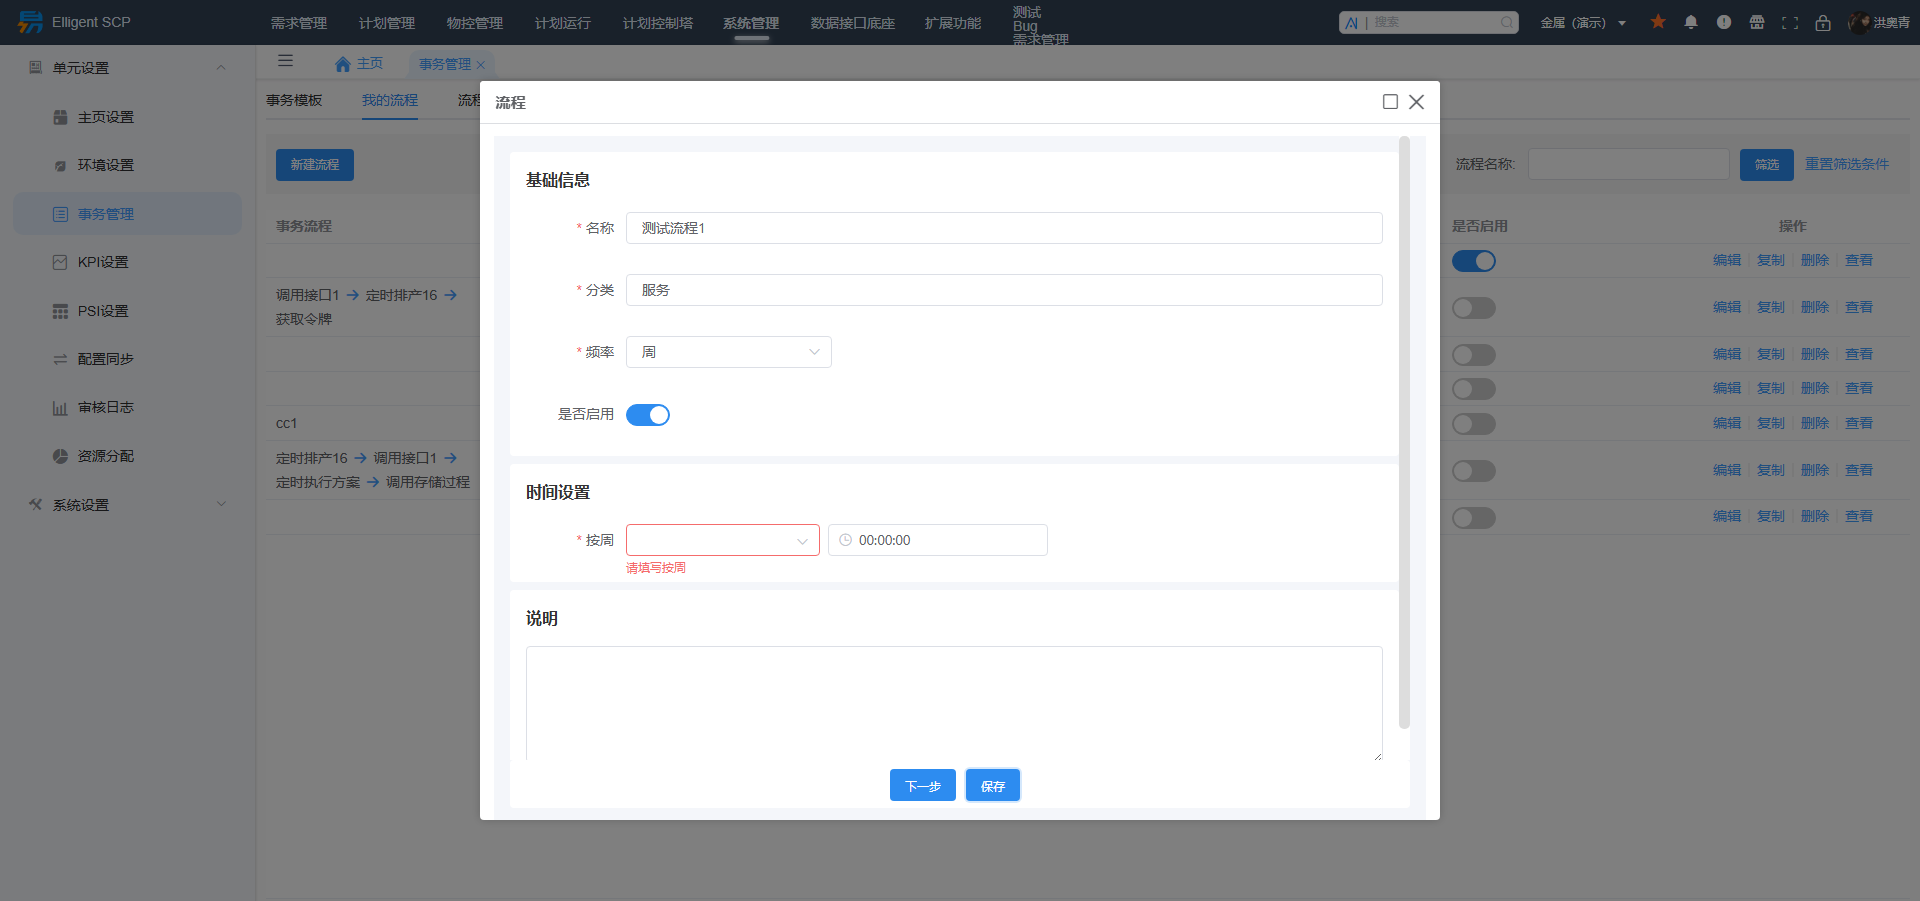 Elligent SCP
需求管理
计划管理
物控管理
计划运行
计划控制塔
系统管理
数据接口底座
扩展功能
测试
Bug
需求管理
AI | 搜索
金属（演示）
洪奥青
单元设置
主页设置
环境设置
事务管理
KPI设置
PSI设置
配置同步
审核日志
资源分配
系统设置
主页
事务管理
事务模板
我的流程
流程
新建流程
流程名称:
筛选
重置筛选条件
事务流程
是否启用
操作
编辑 复制 删除 查看
调用接口1 → 定时排产16 →
获取令牌
编辑 复制 删除 查看
编辑 复制 删除 查看
编辑 复制 删除 查看
cc1
编辑 复制 删除 查看
定时排产16 → 调用接口1 →
定时执行方案 → 调用存储过程
编辑 复制 删除 查看
编辑 复制 删除 查看
流程
基础信息
* 名称
测试流程1
* 分类
服务
* 频率
周
是否启用
时间设置
* 按周
00:00:00
请填写按周
说明
下一步
保存